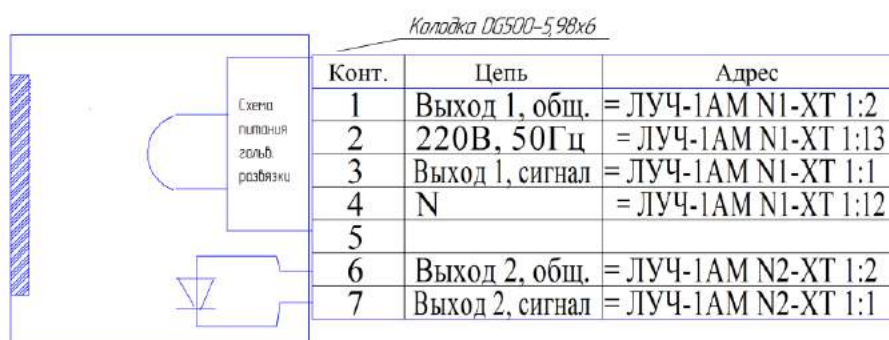 Колодка DG500-5,98x6
Конт. Цепь Адрес
Схема
питания
гольв.
развязки
1 Выход 1, общ. = ЛУЧ-1АМ N1-XT 1:2
2 220В, 50Гц = ЛУЧ-1АМ N1-XT 1:13
3 Выход 1, сигнал = ЛУЧ-1АМ N1-XT 1:1
4 N = ЛУЧ-1АМ N1-XT 1:12
5
6 Выход 2, общ. = ЛУЧ-1АМ N2-XT 1:2
7 Выход 2, сигнал = ЛУЧ-1АМ N2-XT 1:1